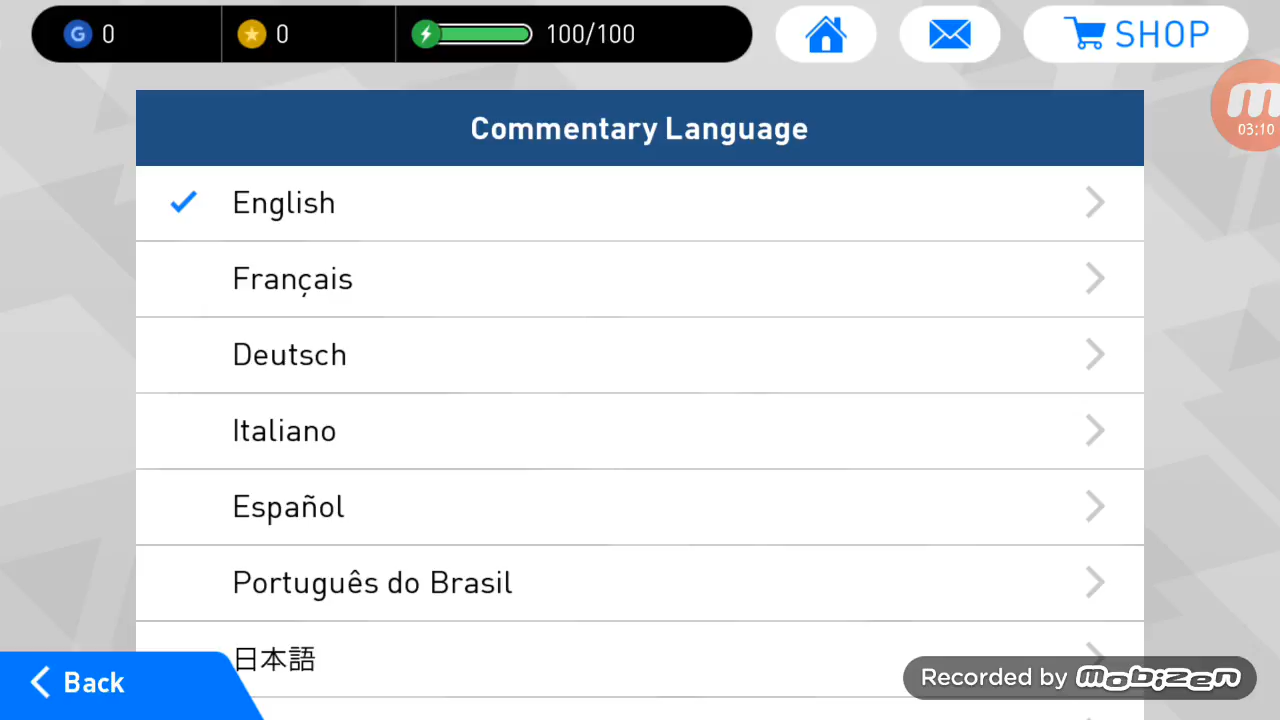 G 0
0
100/100
SHOP
03:10
Commentary Language
English
Français
Deutsch
Italiano
Español
Português do Brasil
日本語
Back
Recorded by mobizen